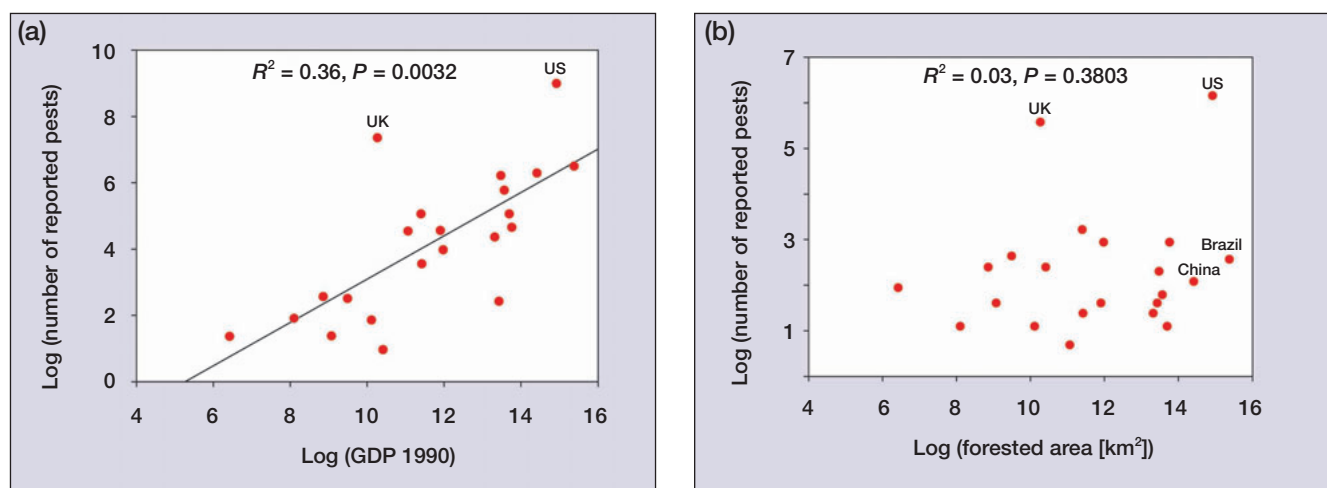 (a)
R² = 0.36, P = 0.0032
US
UK
10
8
6
4
2
0
4 6 8 10 12 14 16
Log (number of reported pests)
Log (GDP 1990)
(b)
R² = 0.03, P = 0.3803
US
UK
Brazil
China
7
5
3
1
4 6 8 10 12 14 16
Log (number of reported pests)
Log (forested area [km²])